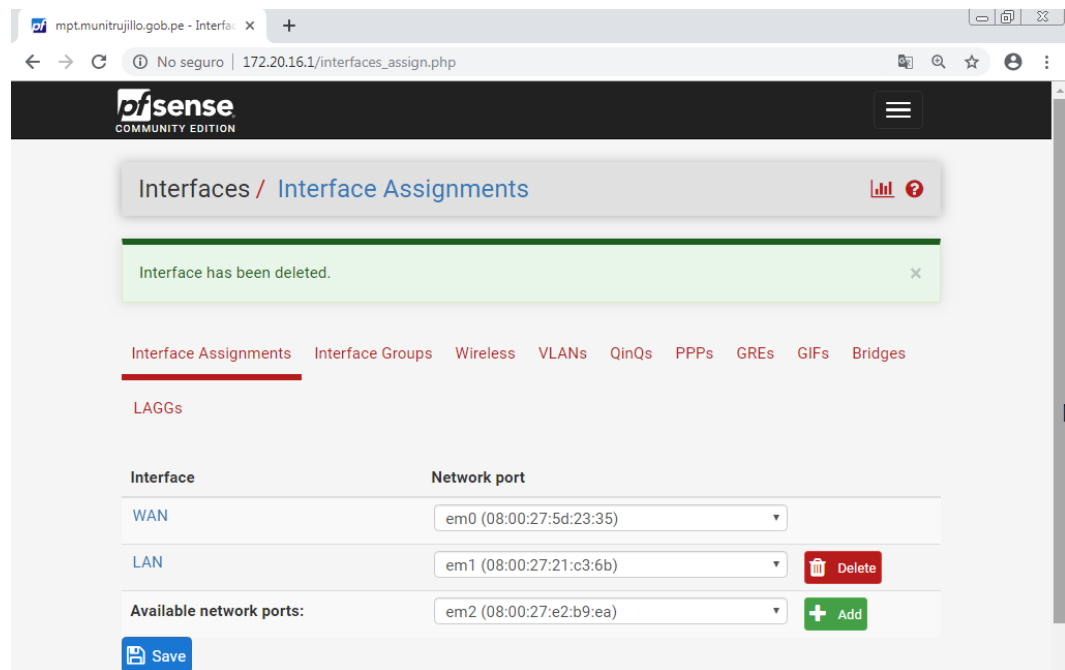 mpt.munitrujillo.gob.pe - Interfac
No seguro | 172.20.16.1/interfaces_assign.php
pfsense
COMMUNITY EDITION
Interfaces / Interface Assignments
Interface has been deleted.
Interface Assignments Interface Groups Wireless VLANs QinQs PPPs GREs GIFs Bridges
LAGGs
Interface Network port
WAN em0 (08:00:27:5d:23:35)
LAN em1 (08:00:27:21:c3:6b) Delete
Available network ports: em2 (08:00:27:e2:b9:ea) Add
Save